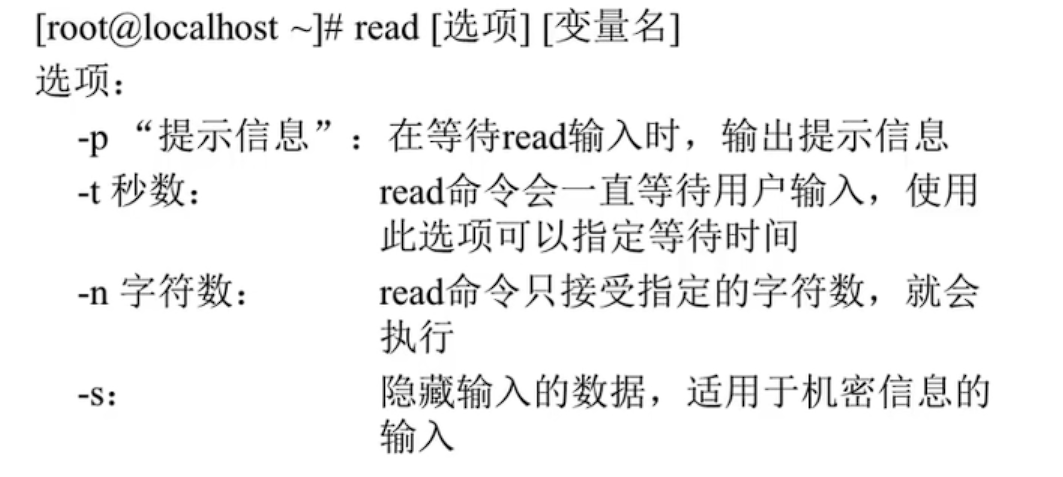 [root@localhost ~]# read [选项] [变量名]
选项：
-p “提示信息”：在等待read输入时，输出提示信息
-t 秒数： read命令会一直等待用户输入，使用
此选项可以指定等待时间
-n 字符数： read命令只接受指定的字符数，就会
执行
-s： 隐藏输入的数据，适用于机密信息的
输入